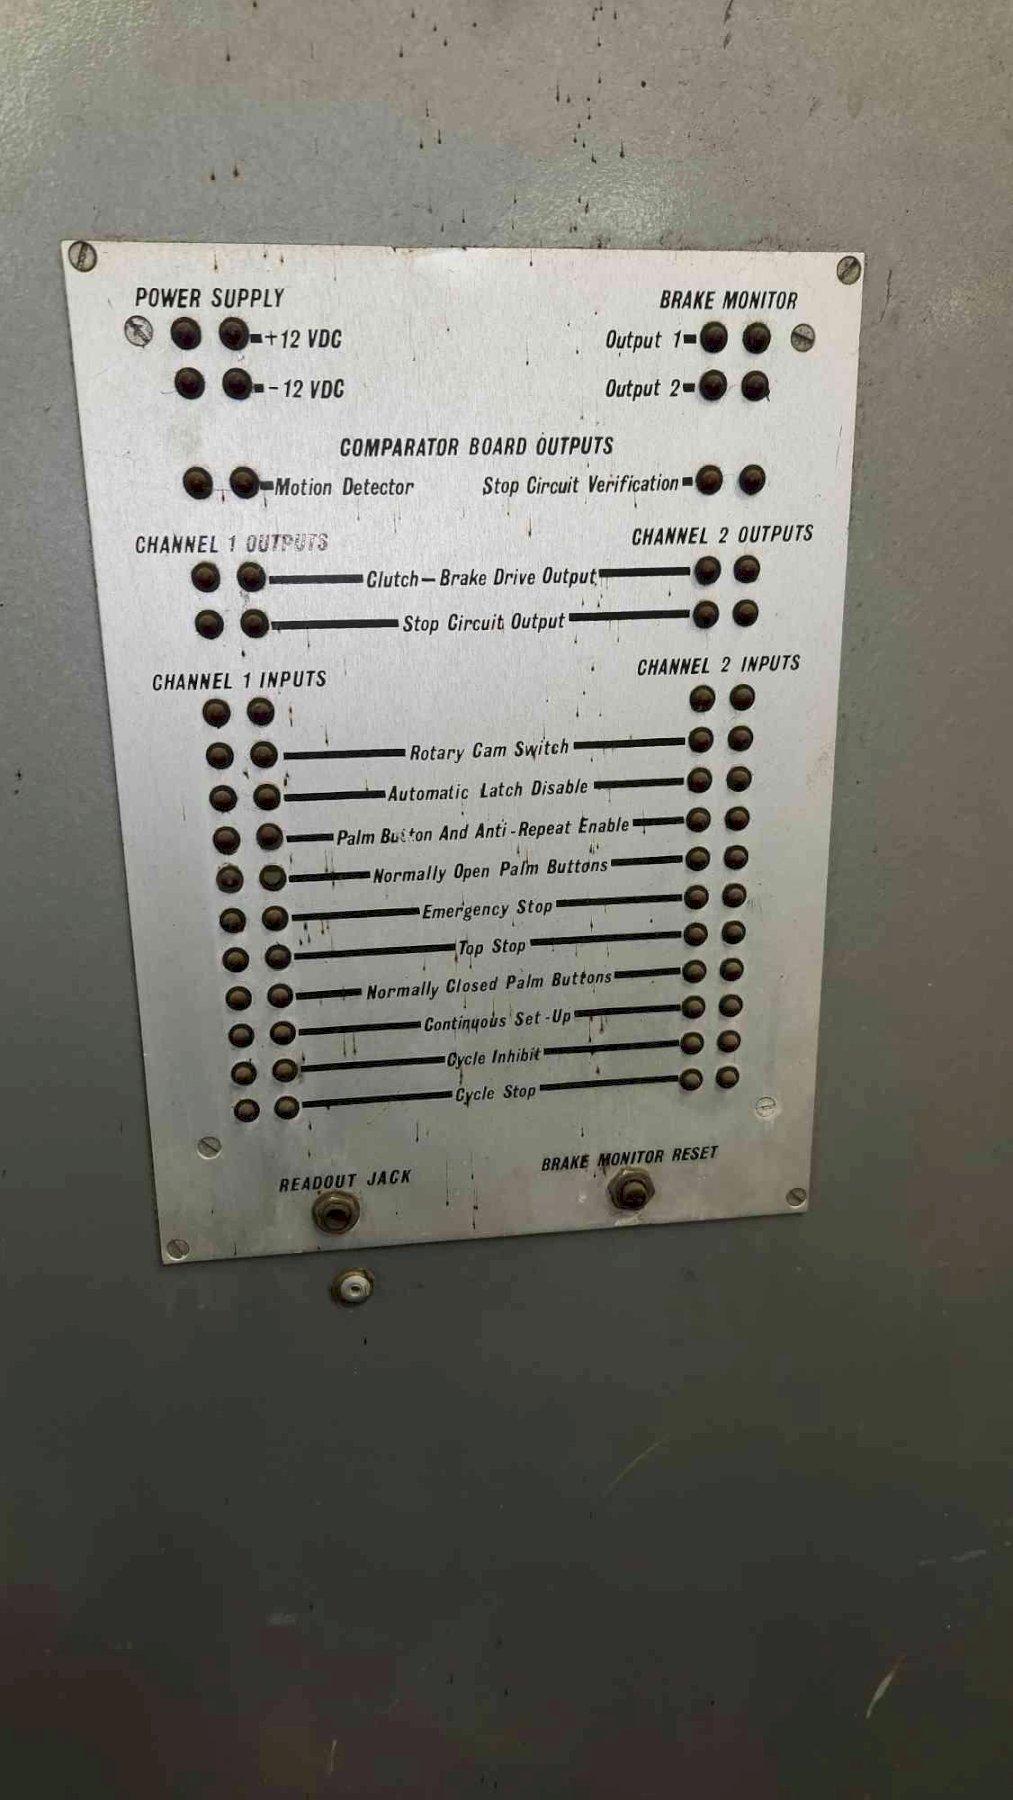 POWER SUPPLY
BRAKE MONITOR
+12 VDC
Output 1
-12 VDC
Output 2
COMPARATOR BOARD OUTPUTS
Motion Detector
Stop Circuit Verification
CHANNEL 1 OUTPUTS
CHANNEL 2 OUTPUTS
Clutch-Brake Drive Output
Stop Circuit Output
CHANNEL 1 INPUTS
CHANNEL 2 INPUTS
Rotary Cam Switch
Automatic Latch Disable
Palm Button And Anti-Repeat Enable
Normally Open Palm Buttons
Emergency Stop
Top Stop
Normally Closed Palm Buttons
Continuous Set-Up
Cycle Inhibit
Cycle Stop
READOUT JACK
BRAKE MONITOR RESET